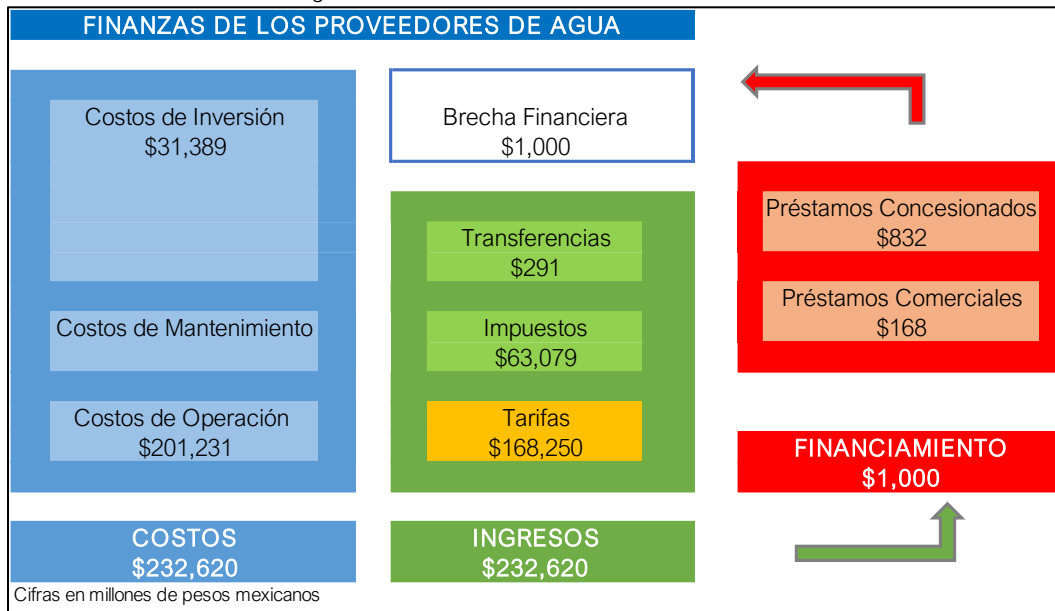 FINANZAS DE LOS PROVEEDORES DE AGUA
Costos de Inversión
$31,389
Costos de Mantenimiento
Costos de Operación
$201,231
COSTOS
$232,620
Brecha Financiera
$1,000
Transferencias
$291
Impuestos
$63,079
Tarifas
$168,250
INGRESOS
$232,620
Préstamos Concesionados
$832
Préstamos Comerciales
$168
FINANCIAMIENTO
$1,000
Cifras en millones de pesos mexicanos